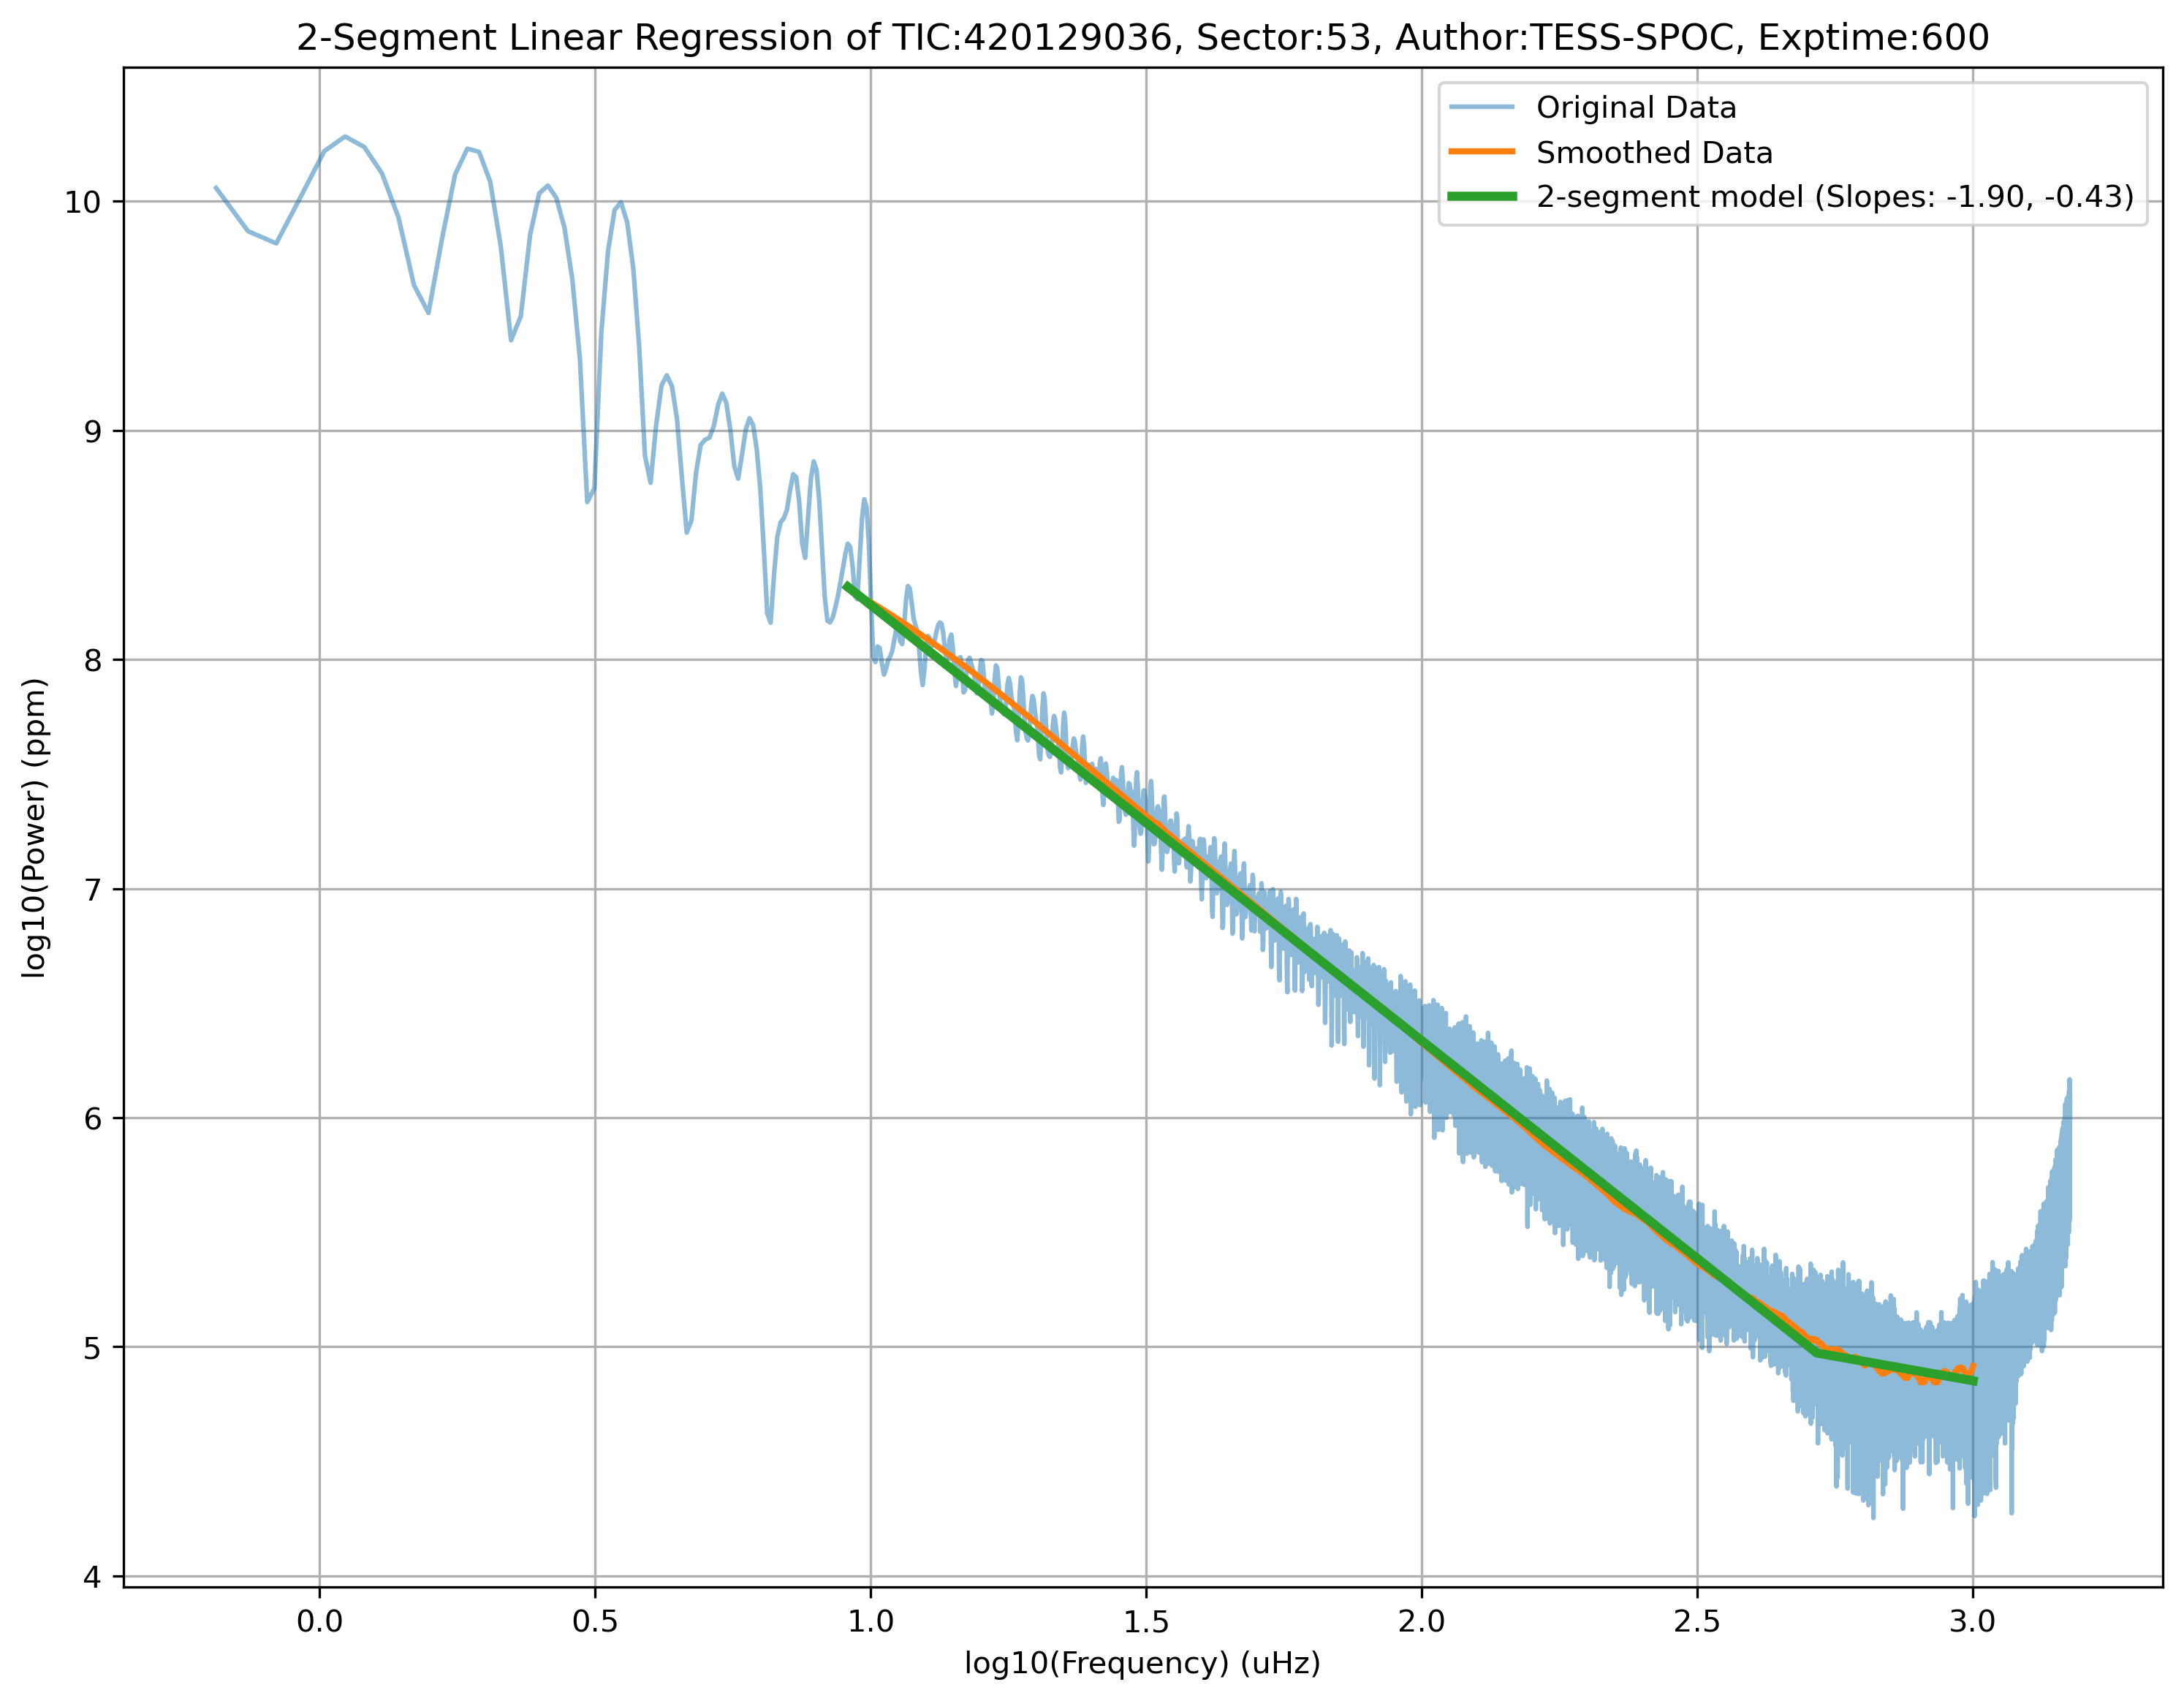 2-Segment Linear Regression of TIC:420129036, Sector:53, Author:TESS-SPOC, Exptime:600
Original Data
Smoothed Data
2-segment model (Slopes: -1.90, -0.43)
10
9
8
7
6
5
4
log10(Power) (ppm)
0.0 0.5 1.0 1.5 2.0 2.5 3.0
log10(Frequency) (uHz)